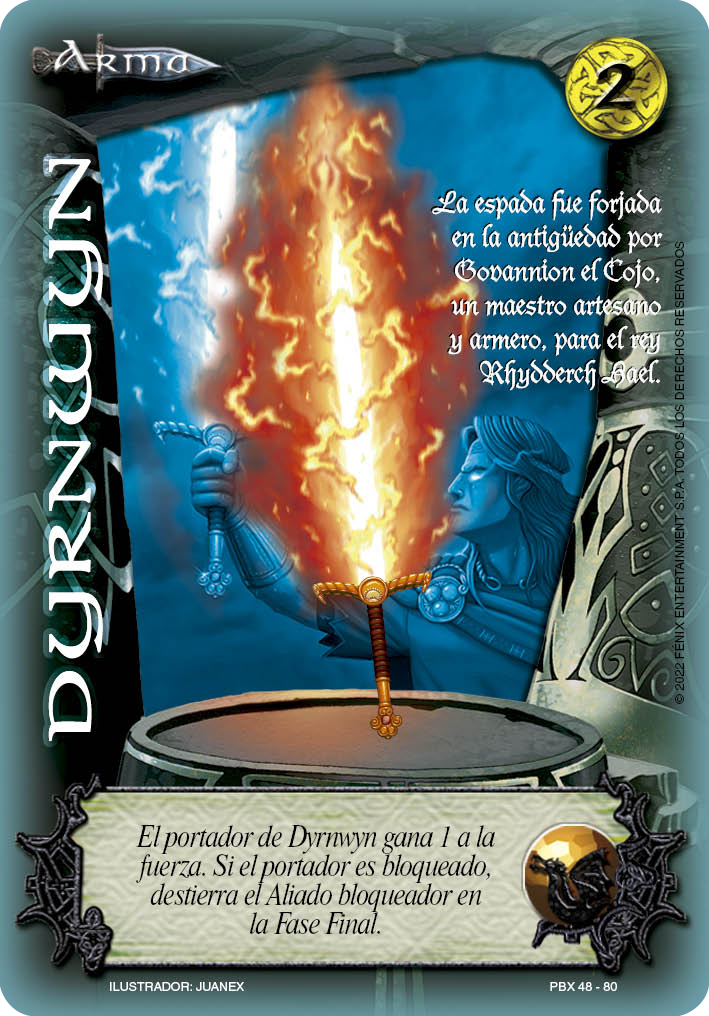 Arma
2
DYRNWYN
La espada fue forjada
en la antigüedad por
Govannion el Cojo,
un maestro artesano
y armero, para el rey
Rhydderch Hael.
© 2022 FÉNIX ENTERTAINMENT S.P.A. TODOS LOS DERECHOS RESERVADOS
El portador de Dyrnwyn gana 1 a la
fuerza. Si el portador es bloqueado,
destierra el Aliado bloqueador en
la Fase Final.
ILUSTRADOR: JUANEX
PBX 48 - 80